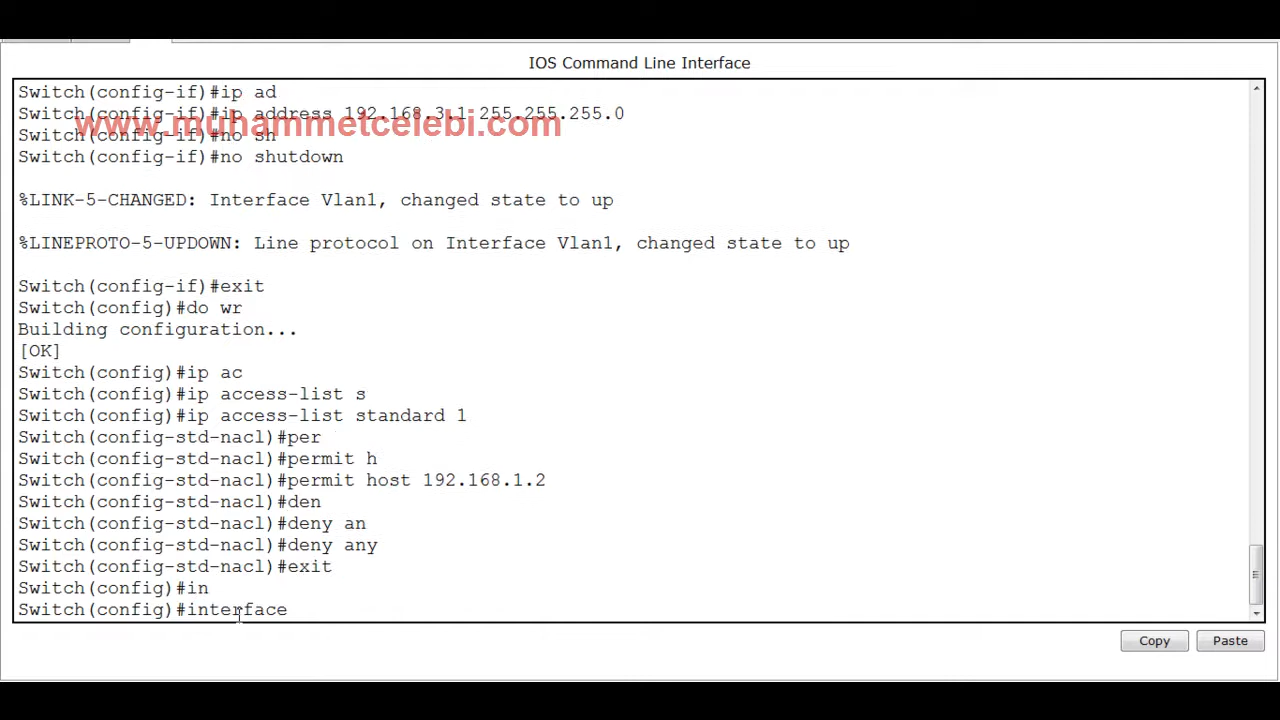 IOS Command Line Interface
Switch(config-if)#ip ad
Switch(config-if)#ip address 192.168.3.1 255.255.255.0
www.muhammetcelebi.com
Switch(config-if)#no sh
Switch(config-if)#no shutdown
%LINK-5-CHANGED: Interface Vlan1, changed state to up
%LINEPROTO-5-UPDOWN: Line protocol on Interface Vlan1, changed state to up
Switch(config-if)#exit
Switch(config)#do wr
Building configuration...
[OK]
Switch(config)#ip ac
Switch(config)#ip access-list s
Switch(config)#ip access-list standard 1
Switch(config-std-nacl)#per
Switch(config-std-nacl)#permit h
Switch(config-std-nacl)#permit host 192.168.1.2
Switch(config-std-nacl)#den
Switch(config-std-nacl)#deny an
Switch(config-std-nacl)#deny any
Switch(config-std-nacl)#exit
Switch(config)#in
Switch(config)#interface
Copy Paste